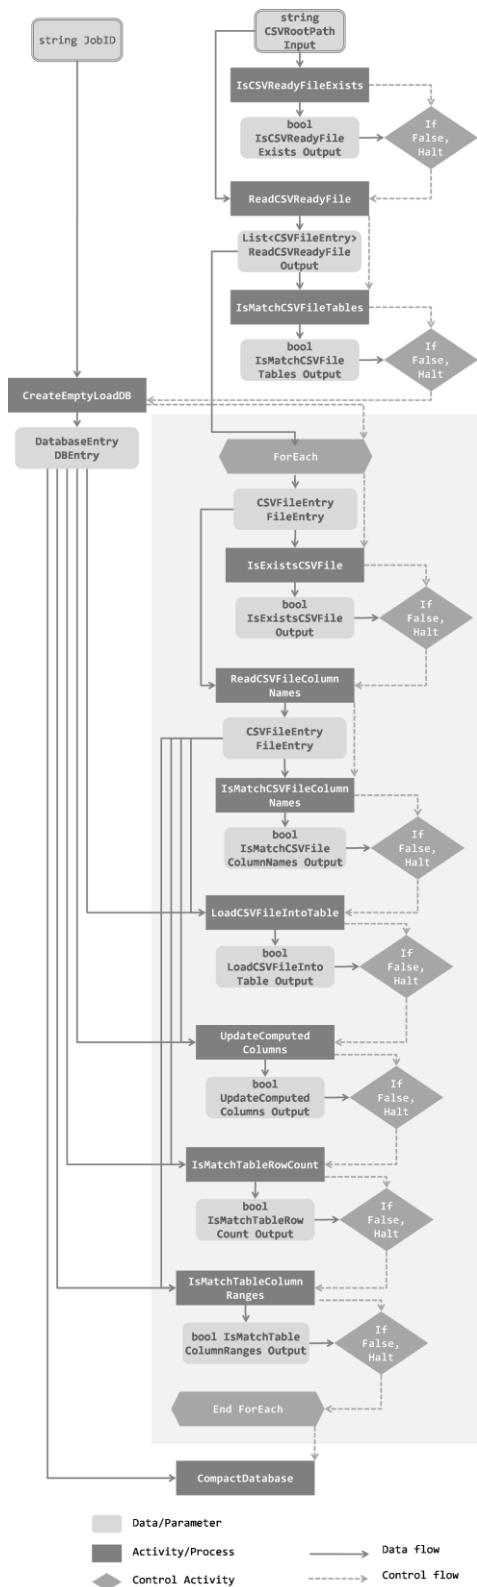 string JobID
string
CSVRootPath
Input
IsCSVReadyFileExists
bool
IsCSVReadyFile
Exists Output
If
False,
Halt
ReadCSVReadyFile
List<CSVFileEntry>
ReadCSVReadyFile
Output
IsMatchCSVFileTables
bool
IsMatchCSVFile
Tables Output
If
False,
Halt
CreateEmptyLoadDB
DatabaseEntry
DBEntry
ForEach
CSVFileEntry
FileEntry
IsExistsCSVFile
bool
IsExistsCSVFile
Output
If
False,
Halt
ReadCSVFileColumn
Names
CSVFileEntry
FileEntry
IsMatchCSVFileColumn
Names
bool
IsMatchCSVFile
ColumnNames Output
If
False,
Halt
LoadCSVFileIntoTable
bool
LoadCSVFileInto
Table Output
If
False,
Halt
UpdateComputed
Columns
bool
UpdateComputed
Columns Output
If
False,
Halt
IsMatchTableRowCount
bool
IsMatchTableRow
Count Output
If
False,
Halt
IsMatchTableColumn
Ranges
bool IsMatchTable
ColumnRanges Output
If
False,
Halt
End ForEach
CompactDatabase
Data/Parameter
Activity/Process
Control Activity
Data flow
Control flow